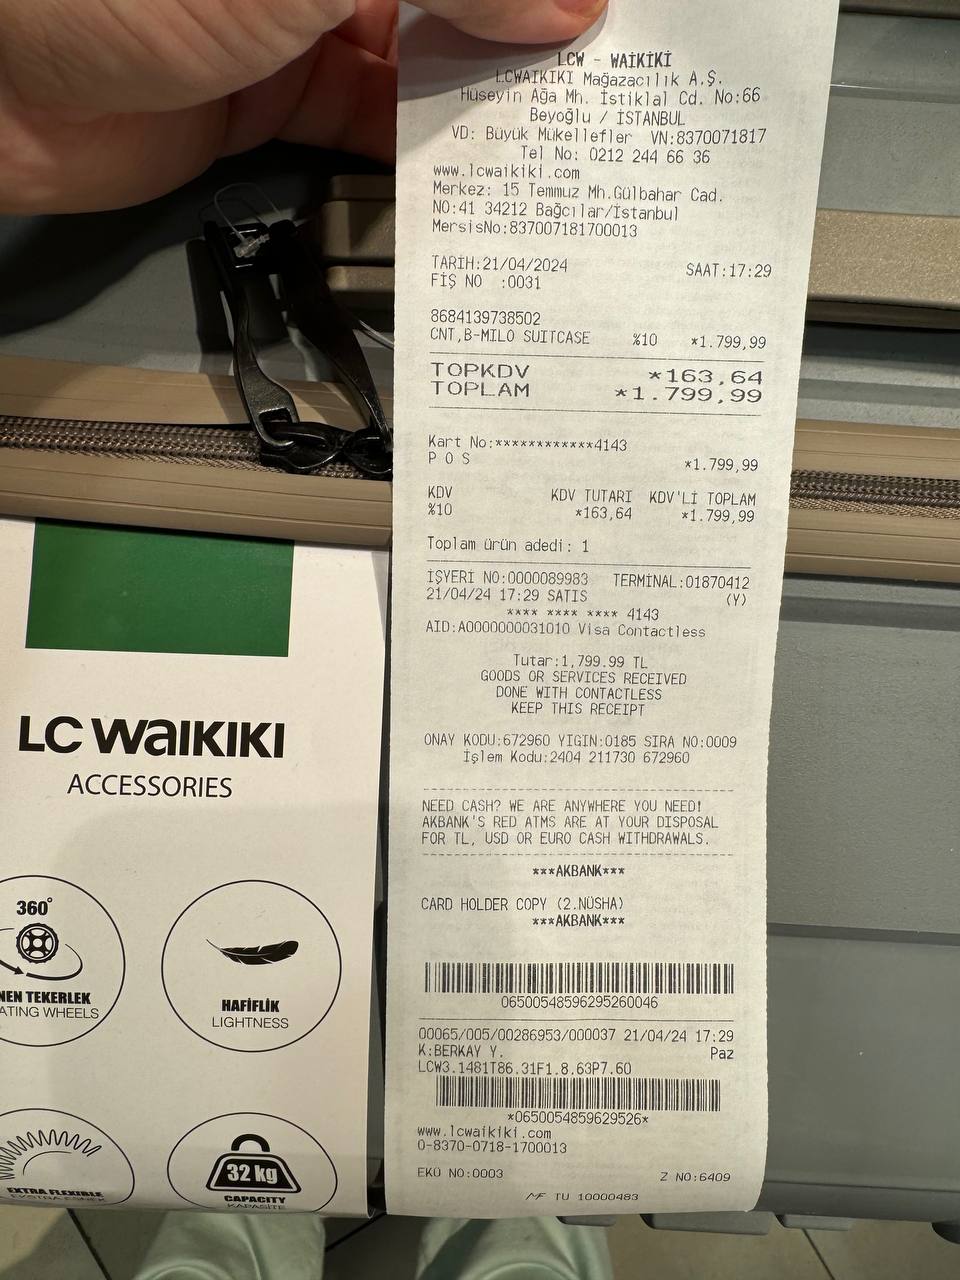 LCW - WAİKİKİ
LCWAIKIKI Mağazacılık A.Ş.
Hüseyin Ağa Mh. İstiklal Cd. No:66
Beyoğlu / İSTANBUL
VD: Büyük Mükellefler VN:8370071817
Tel No: 0212 244 66 36
www.lcwaikiki.com
Merkez: 15 Temmuz Mh.Gülbahar Cad.
NO:41 34212 Bağcılar/İstanbul
MersisNo:837007181700013
TARİH:21/04/2024 SAAT:17:29
FİŞ NO :0031
8684139738502
CNT,B-MILO SUITCASE %10 *1.799,99
TOPKDV *163,64
TOPLAM *1.799,99
Kart No:************4143
P O S *1.799,99
KDV KDV TUTARI KDV'Lİ TOPLAM
%10 *163,64 *1.799,99
Toplam ürün adedi: 1
İŞYERİ NO:0000089983 TERMİNAL:01870412
21/04/24 17:29 SATIS (Y)
**** **** **** 4143
AID:A0000000031010 Visa Contactless
Tutar:1,799.99 TL
GOODS OR SERVICES RECEIVED
DONE WITH CONTACTLESS
KEEP THIS RECEIPT
ONAY KODU:672960 YIGIN:0185 SIRA NO:0009
İşlem Kodu:2404 211730 672960
NEED CASH? WE ARE ANYWHERE YOU NEED!
AKBANK'S RED ATMS ARE AT YOUR DISPOSAL
FOR TL, USD OR EURO CASH WITHDRAWALS.
***AKBANK***
CARD HOLDER COPY (2.NÜSHA)
***AKBANK***
06500548596295260046
00065/005/00286953/000037 21/04/24 17:29
K:BERKAY Y. Paz
LCW3.1481T86.31F1.8.63P7.60
*0650054859629526*
www.lcwaikiki.com
0-8370-0718-1700013
EKÜ NO:0003 Z NO:6409
MF TU 10000483
LC WAIKIKI
ACCESSORIES
360°
NEN TEKERLEK
ATING WHEELS
HAFİFLİK
LIGHTNESS
EXTRA FLEXIBLE
EKSTRA ESNEK
32 kg
CAPACITY
KAPASİTE